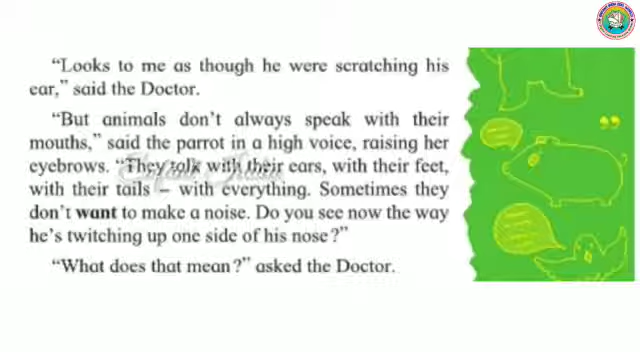 “Looks to me as though he were scratching his
ear,” said the Doctor.
“But animals don’t always speak with their
mouths,” said the parrot in a high voice, raising her
eyebrows. “They talk with their ears, with their feet,
with their tails – with everything. Sometimes they
don’t want to make a noise. Do you see now the way
he’s twitching up one side of his nose?”
“What does that mean?” asked the Doctor.